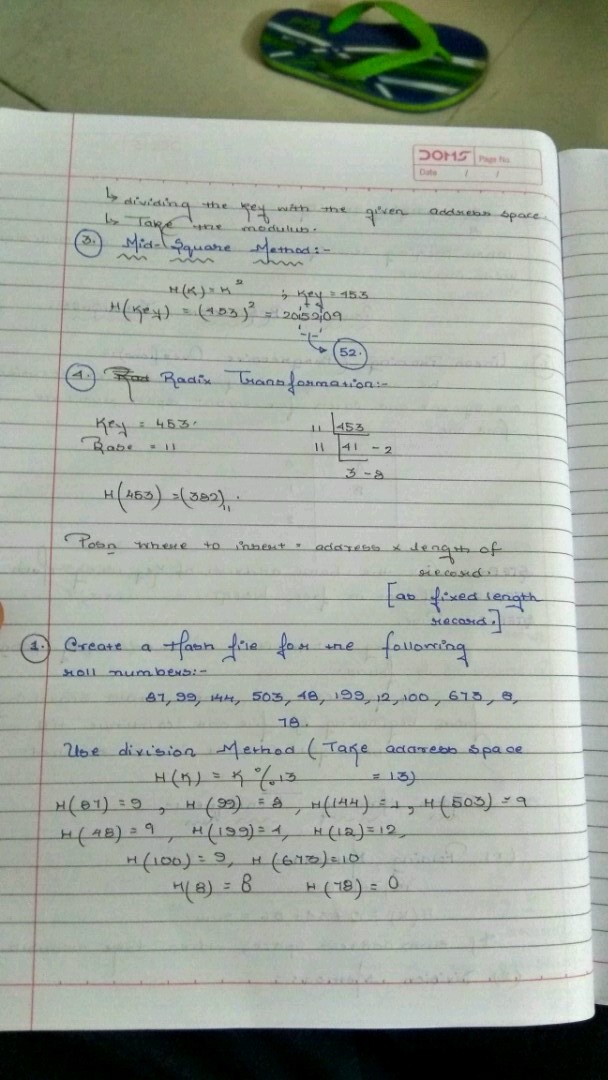 DOMS Page No.
Date / /
↳ dividing the key with the given address space.
↳ Take the modulus.
3. Mid-Square Method:-
H(K) = K² ; Key = 453
H(Key) = (453)² = 205209
52.
4. Radix Transformation:-
Key = 453.
Base = 11
11 453
11 41 - 2
3 - 8
H(453) = (382)₁₁.
Posn where to insert = address × length of
record.
[as fixed length
record.]
1. Create a Hash file for the following
roll numbers:-
87, 99, 144, 503, 48, 199, 12, 100, 673, 8,
78.
Use division Method (Take address space
H(K) = K % 13 = 13)
H(87) = 9, H(99) = 8, H(144) = 1, H(503) = 9
H(48) = 9, H(199) = 4, H(12) = 12,
H(100) = 9, H(673) = 10
H(8) = 8 H(78) = 0